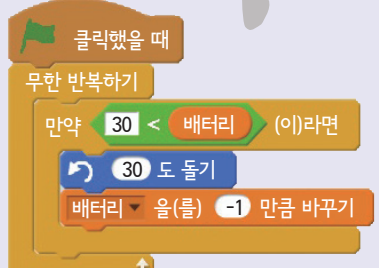 클릭했을 때
무한 반복하기
만약 30 < 배터리 (이)라면
30 도 돌기
배터리 을(를) -1 만큼 바꾸기